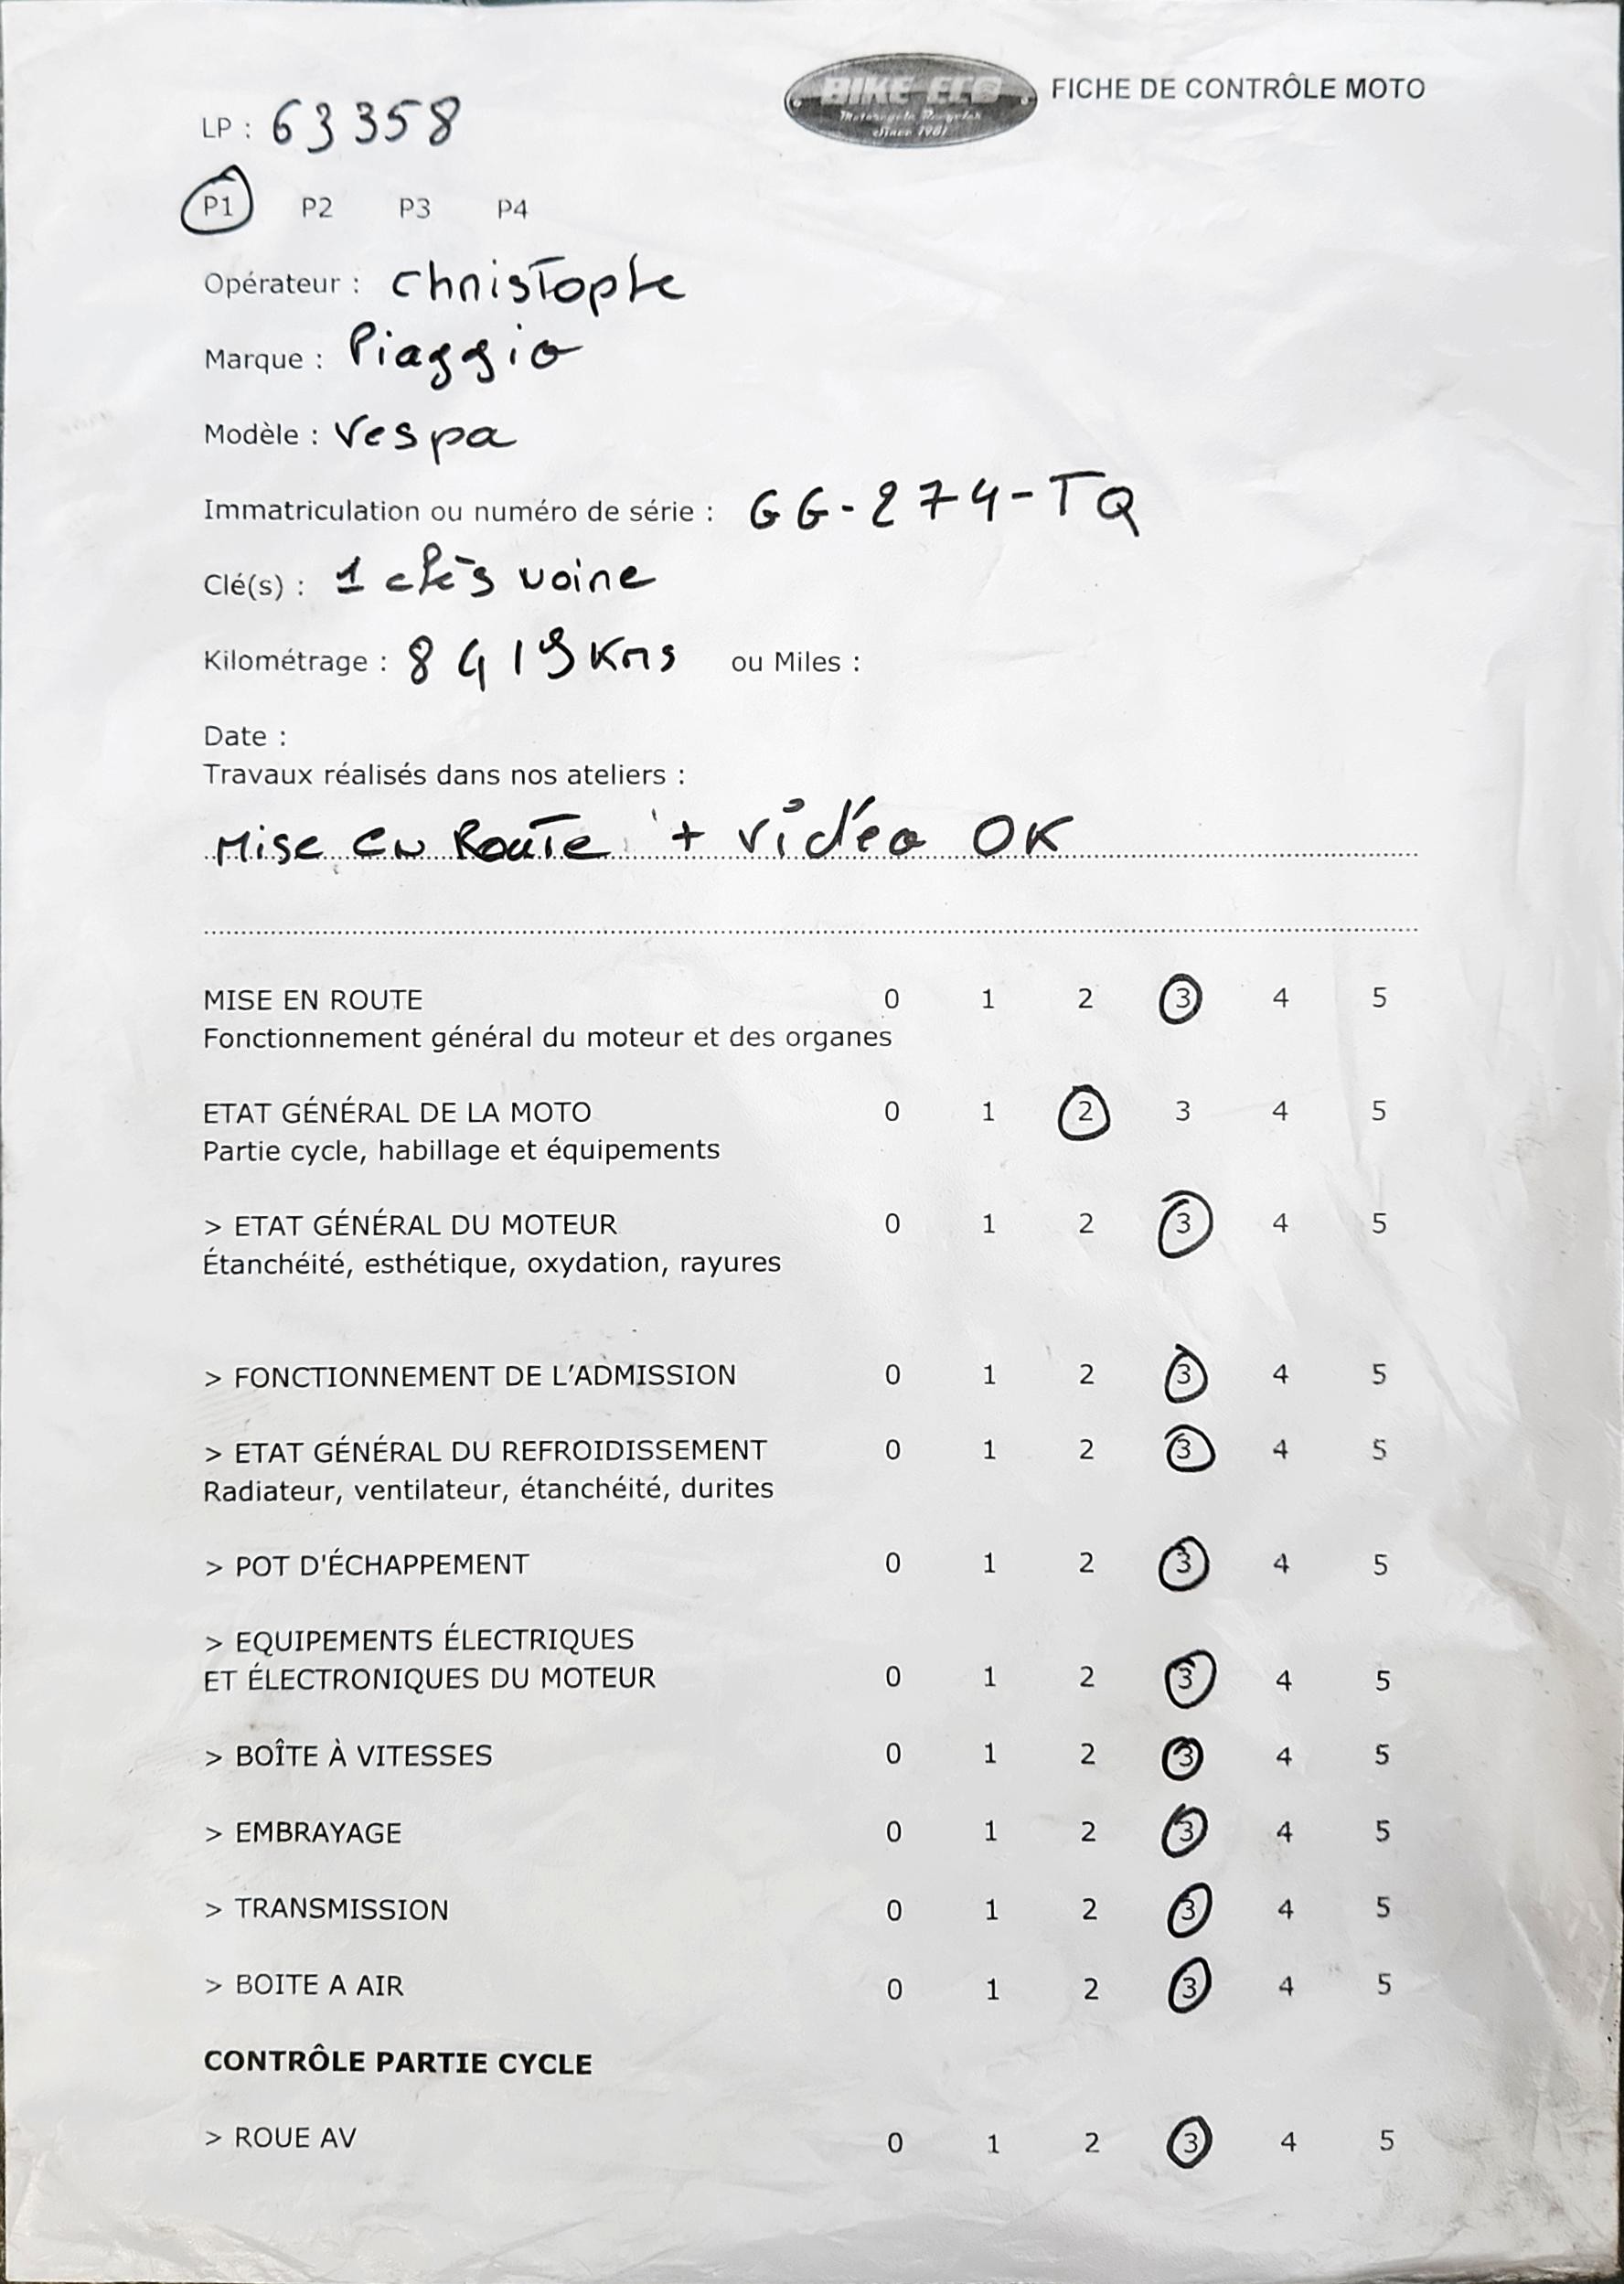 BIKE ECO
Motorcycle Recycler
Since 1981
FICHE DE CONTRÔLE MOTO
LP : 63358
P1 P2 P3 P4
Opérateur : christophe
Marque : Piaggio
Modèle : Vespa
Immatriculation ou numéro de série : GG-274-TQ
Clé(s) : 1 clés noire
Kilométrage : 8419 Kms ou Miles :
Date :
Travaux réalisés dans nos ateliers :
Mise en Route + vidéo OK
MISE EN ROUTE 0 1 2 3 4 5
Fonctionnement général du moteur et des organes
ETAT GÉNÉRAL DE LA MOTO 0 1 2 3 4 5
Partie cycle, habillage et équipements
> ETAT GÉNÉRAL DU MOTEUR 0 1 2 3 4 5
Étanchéité, esthétique, oxydation, rayures
> FONCTIONNEMENT DE L'ADMISSION 0 1 2 3 4 5
> ETAT GÉNÉRAL DU REFROIDISSEMENT 0 1 2 3 4 5
Radiateur, ventilateur, étanchéité, durites
> POT D'ÉCHAPPEMENT 0 1 2 3 4 5
> EQUIPEMENTS ÉLECTRIQUES
ET ÉLECTRONIQUES DU MOTEUR 0 1 2 3 4 5
> BOÎTE À VITESSES 0 1 2 3 4 5
> EMBRAYAGE 0 1 2 3 4 5
> TRANSMISSION 0 1 2 3 4 5
> BOITE A AIR 0 1 2 3 4 5
CONTRÔLE PARTIE CYCLE
> ROUE AV 0 1 2 3 4 5